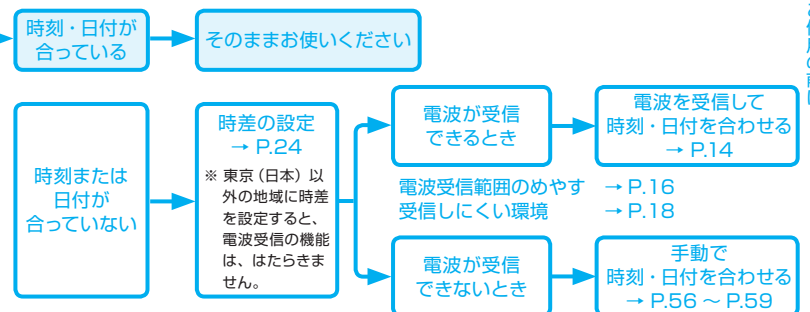 時刻・日付が
合っている
そのままお使いください
時刻または
日付が
合っていない
時差の設定
→ P.24
※ 東京（日本）以
外の地域に時差
を設定すると、
電波受信の機能
は、はたらきま
せん。
電波が受信
できるとき
電波を受信して
時刻・日付を合わせる
→ P.14
電波受信範囲のめやす → P.16
受信しにくい環境 → P.18
電波が受信
できないとき
手動で
時刻・日付を合わせる
→ P.56 ～ P.59